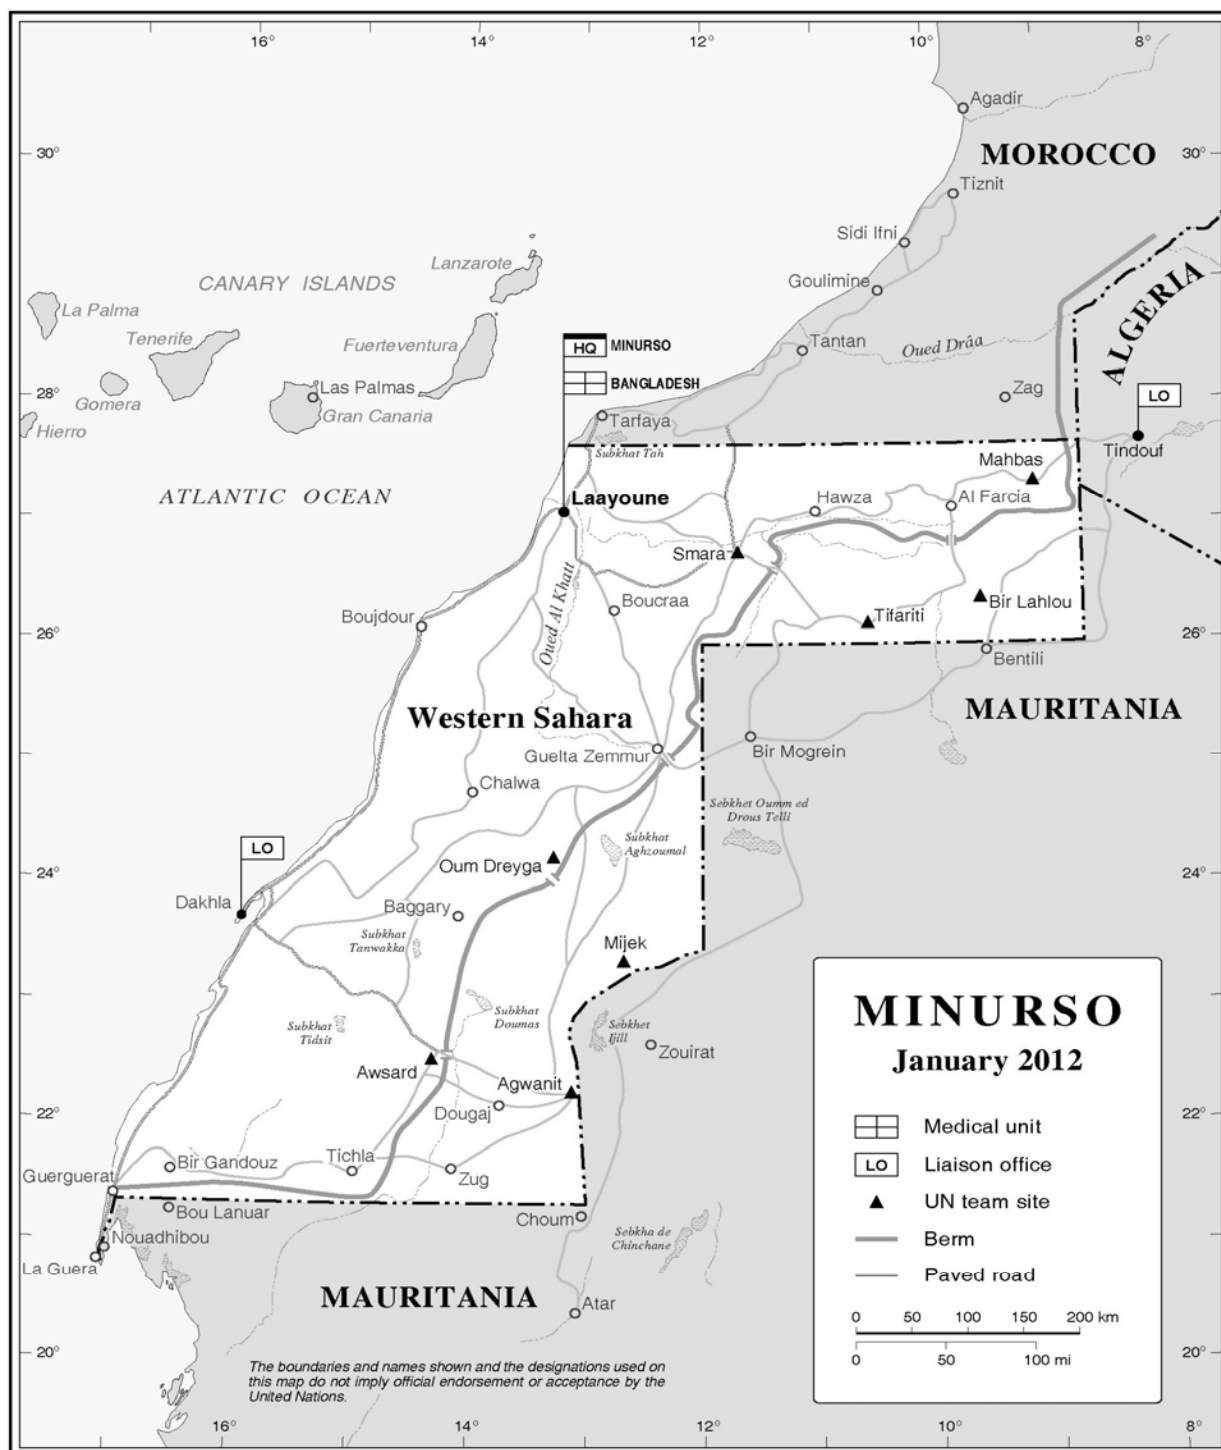 16°
14°
12°
10°
8°
Agadir
30°
MOROCCO
30°
Tiznit
Sidi Ifni
Lanzarote
CANARY ISLANDS
Goulimine
ALGERIA
La Palma
Tenerife
Fuerteventura
HQ MINURSO
Tantan
Oued Drâa
BANGLADESH
Las Palmas
Zag
LO
28°
28°
Gomera
Gran Canaria
Tarfaya
Hierro
Subkhat Tah
Tindouf
Mahbas
ATLANTIC OCEAN
Laayoune
Hawza
Al Farcia
Smara
Oued Al Khatt
Boucraa
Bir Lahlou
Tifariti
Boujdour
26°
26°
Bentili
Western Sahara
MAURITANIA
Guelta Zemmur
Bir Mogrein
Chalwa
Sebkhet Oumm ed
Drous Telli
Subkhat
Aghzoumal
LO
Oum Dreyga
24°
24°
Dakhla
Baggary
Subkhat
Tanwakka
Mijek
Subkhat
Doumas
Subkhat
Tidsit
Sebkhet
Ijill
Zouirat
Awsard
Agwanit
22°
22°
Dougaj
Tichla
Bir Gandouz
Guerguerat
Zug
Bou Lanuar
Choum
Nouadhibou
Sebkha de
Chinchane
La Guera
MAURITANIA
Atar
20°
20°
The boundaries and names shown and the designations used on
this map do not imply official endorsement or acceptance by the
United Nations.
MINURSO
January 2012
Medical unit
LO Liaison office
UN team site
Berm
Paved road
0 50 100 150 200 km
0 50 100 mi
16°
14°
12°
10°
8°